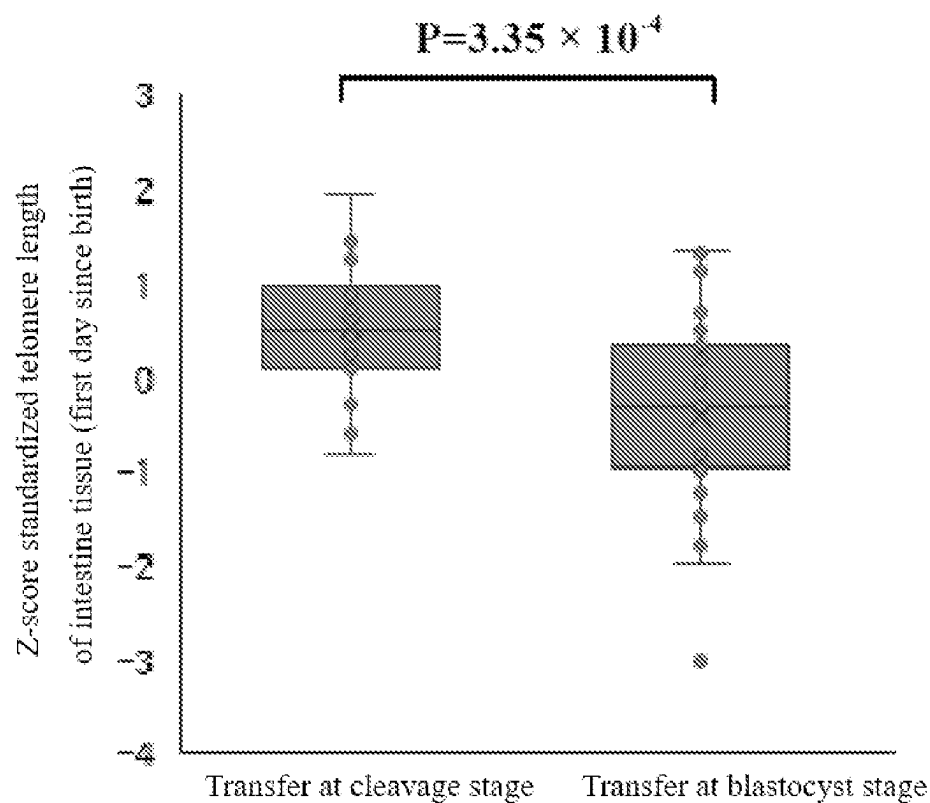 P=3.35 × 10-4
3
2
1
0
-1
-2
-3
-4
Z-score standardized telomere length
of intestine tissue (first day since birth)
Transfer at cleavage stage
Transfer at blastocyst stage